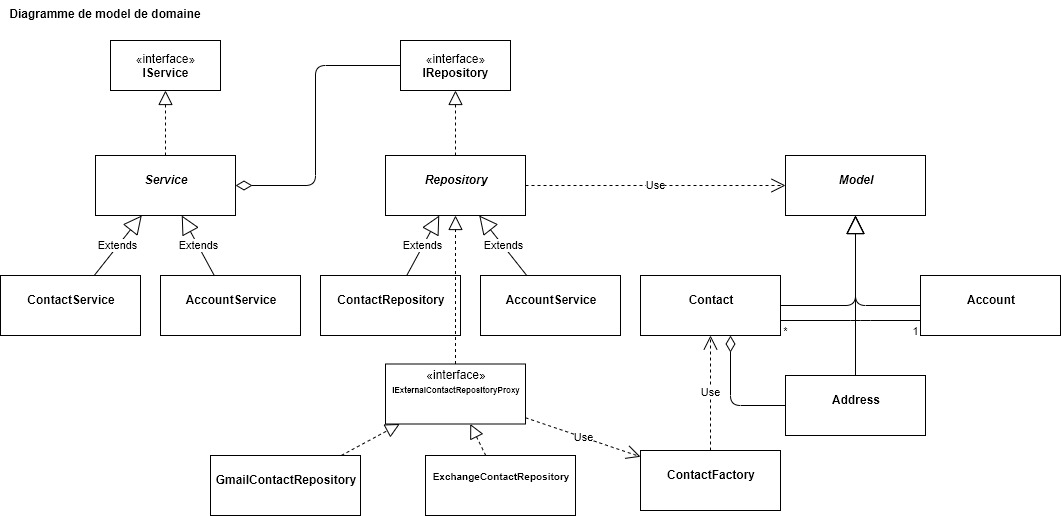 Diagramme de model de domaine
«interface»
IService
«interface»
IRepository
Service
Repository
Use
Model
Extends
Extends
Extends
Extends
ContactService
AccountService
ContactRepository
AccountService
Contact
Account
*
1
«interface»
IExternalContactRepositoryProxy
Use
Address
Use
GmailContactRepository
ExchangeContactRepository
ContactFactory